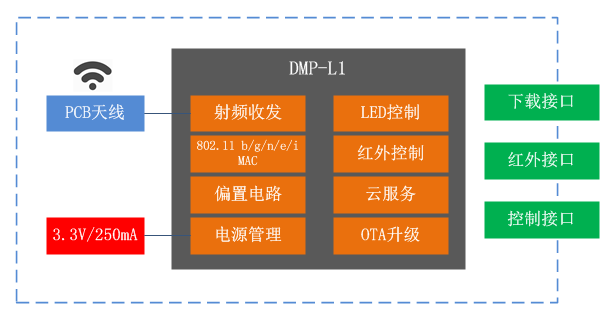 DMP-L1
PCB天线
射频收发
LED控制
下载接口
802.11 b/g/n/e/i
MAC
红外控制
红外接口
偏置电路
云服务
控制接口
3.3V/250mA
电源管理
OTA升级